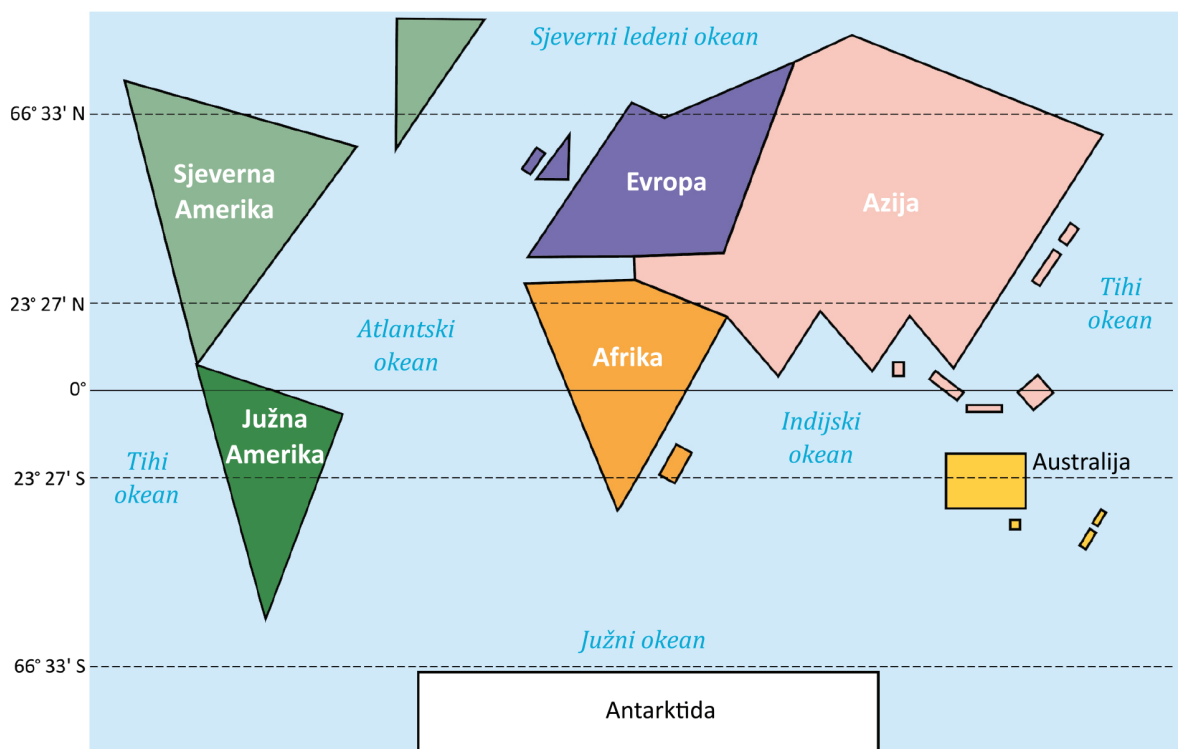 Sjeverni ledeni okean
66° 33' N
Sjeverna
Amerika
Evropa
Azija
23° 27' N
Tihi
okean
Atlantski
okean
Afrika
0°
Južna
Amerika
Indijski
okean
Tihi
okean
Australija
23° 27' S
Južni okean
66° 33' S
Antarktida